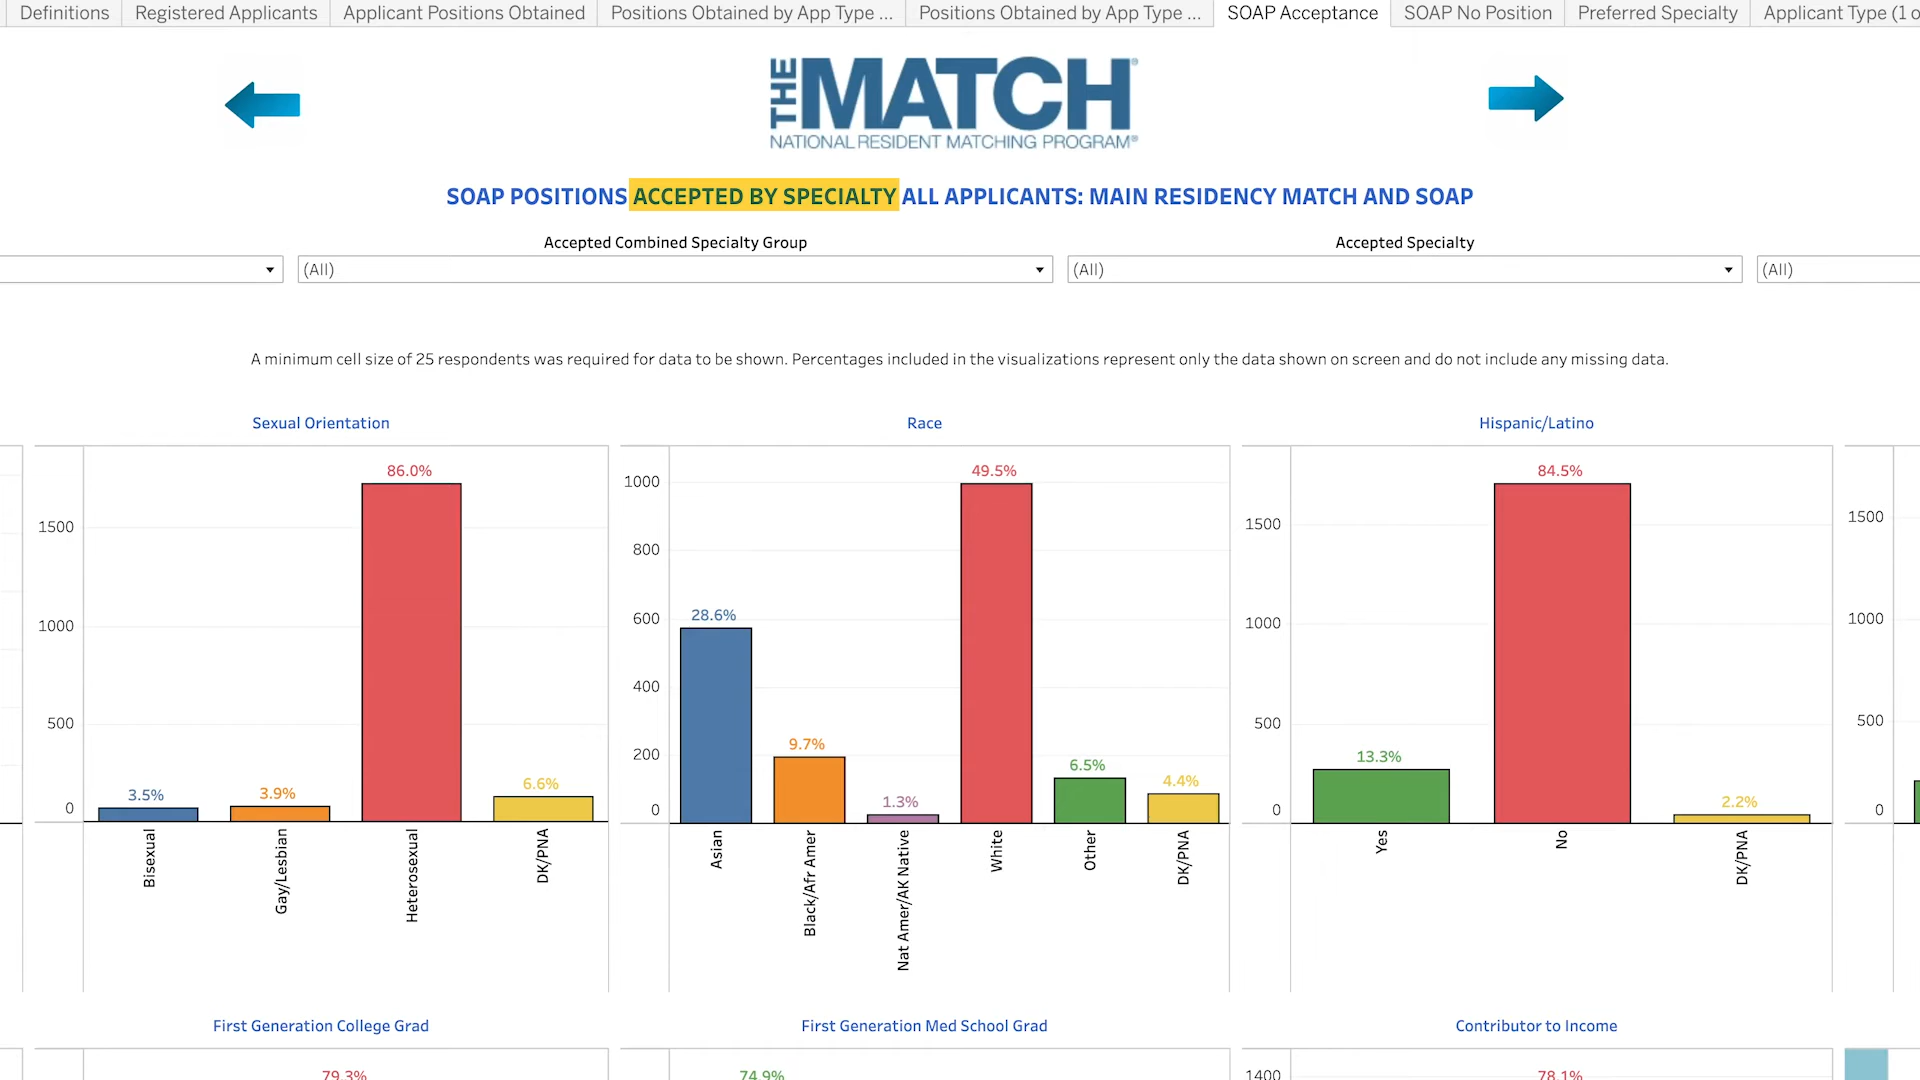 Definitions
Registered Applicants
Applicant Positions Obtained
Positions Obtained by App Type ...
Positions Obtained by App Type ...
SOAP Acceptance
SOAP No Position
Preferred Specialty
Applicant Type (1 o
THE MATCH®
NATIONAL RESIDENT MATCHING PROGRAM®
SOAP POSITIONS ACCEPTED BY SPECIALTY ALL APPLICANTS: MAIN RESIDENCY MATCH AND SOAP
Accepted Combined Specialty Group
Accepted Specialty
(All)
(All)
(All)
A minimum cell size of 25 respondents was required for data to be shown. Percentages included in the visualizations represent only the data shown on screen and do not include any missing data.
Sexual Orientation
1500
1000
500
0
3.5%
3.9%
86.0%
6.6%
Bisexual
Gay/Lesbian
Heterosexual
DK/PNA
Race
1000
800
600
400
200
0
28.6%
9.7%
1.3%
49.5%
6.5%
4.4%
Asian
Black/Afr Amer
Nat Amer/AK Native
White
Other
DK/PNA
Hispanic/Latino
1500
1000
500
0
13.3%
84.5%
2.2%
Yes
No
DK/PNA
1500
1000
500
0
First Generation College Grad
79.3%
First Generation Med School Grad
74.9%
Contributor to Income
1400
78.1%